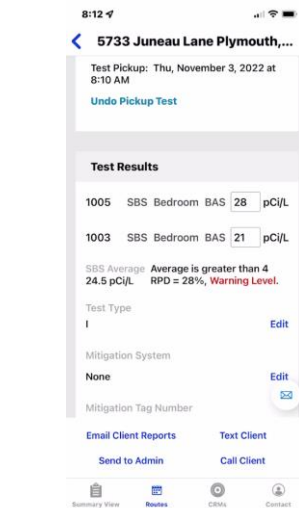 8:12
5733 Juneau Lane Plymouth,...
Test Pickup: Thu, November 3, 2022 at
8:10 AM
Undo Pickup Test
Test Results
1005 SBS Bedroom BAS 28 pCi/L
1003 SBS Bedroom BAS 21 pCi/L
SBS Average Average is greater than 4
24.5 pCi/L RPD = 28%, Warning Level.
Test Type
I Edit
Mitigation System
None Edit
Mitigation Tag Number
Email Client Reports Text Client
Send to Admin Call Client
Summary View Routes CRMs Contact